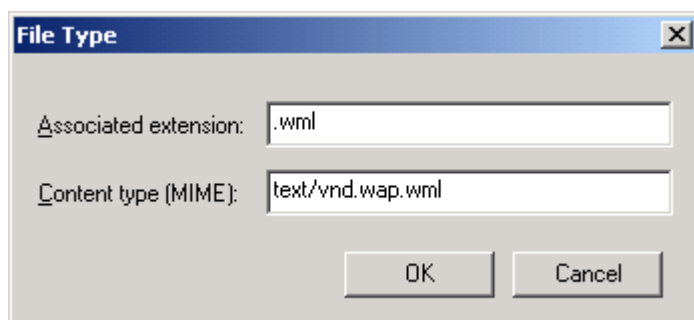 File Type
Associated extension: .wml
Content type (MIME): text/vnd.wap.wml
OK Cancel